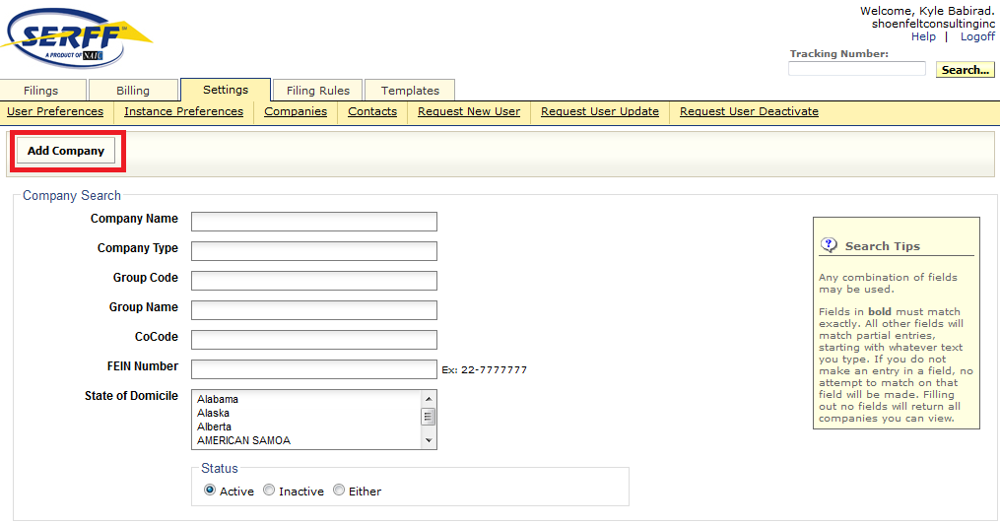 SERFF
A PRODUCT OF NAIC
Welcome, Kyle Babirad.
shoenfeltconsultinginc
Help | Logoff
Tracking Number:
Search...
Filings Billing Settings Filing Rules Templates
User Preferences Instance Preferences Companies Contacts Request New User Request User Update Request User Deactivate
Add Company
Company Search
Company Name
Company Type
Group Code
Group Name
CoCode
FEIN Number Ex: 22-7777777
State of Domicile
Alabama
Alaska
Alberta
AMERICAN SAMOA
Status
Active Inactive Either
Search Tips
Any combination of fields
may be used.
Fields in bold must match
exactly. All other fields will
match partial entries,
starting with whatever text
you type. If you do not
make an entry in a field, no
attempt to match on that
field will be made. Filling
out no fields will return all
companies you can view.